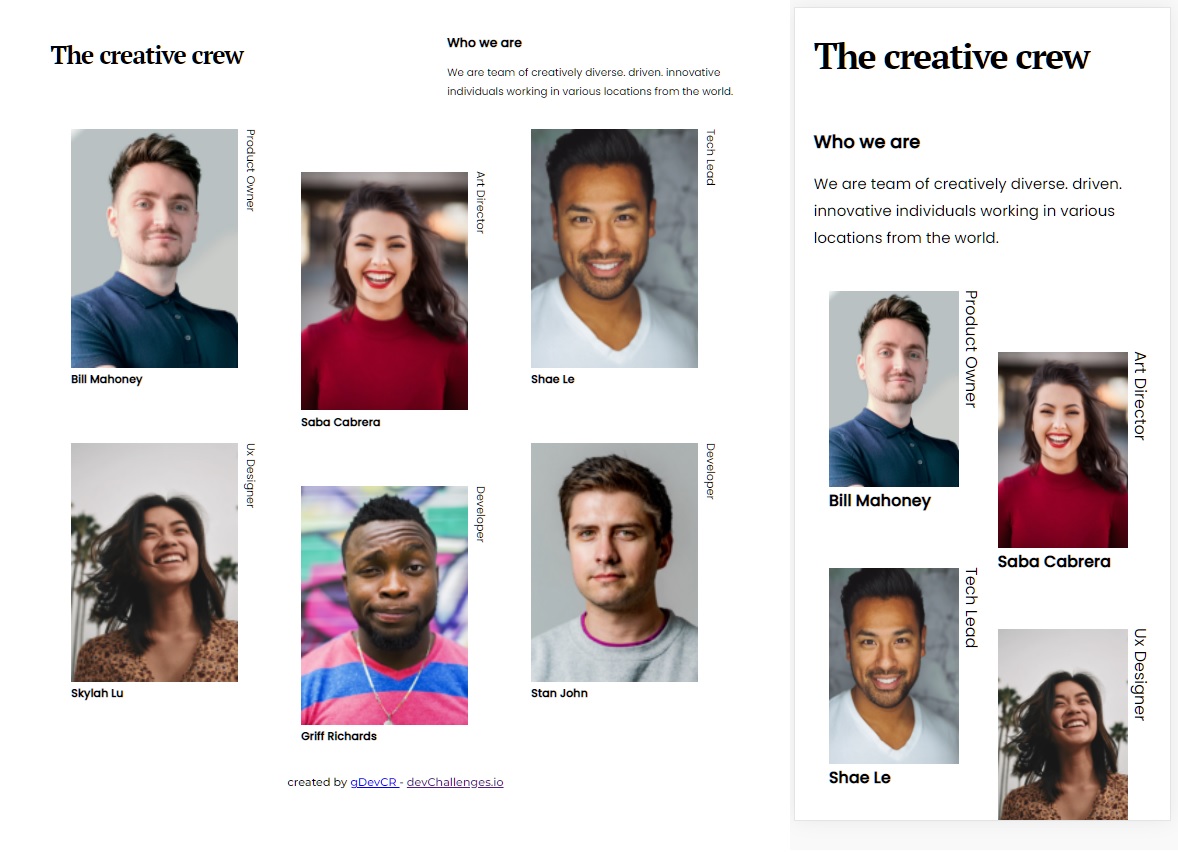 The creative crew
Who we are
We are team of creatively diverse. driven. innovative
individuals working in various locations from the world.
Product Owner
Bill Mahoney
Art Director
Saba Cabrera
Tech Lead
Shae Le
Ux Designer
Skylah Lu
Developer
Griff Richards
Developer
Stan John
created by gDevCR - devChallenges.io
The creative crew
Who we are
We are team of creatively diverse. driven.
innovative individuals working in various
locations from the world.
Product Owner
Bill Mahoney
Art Director
Saba Cabrera
Tech Lead
Shae Le
Ux Designer